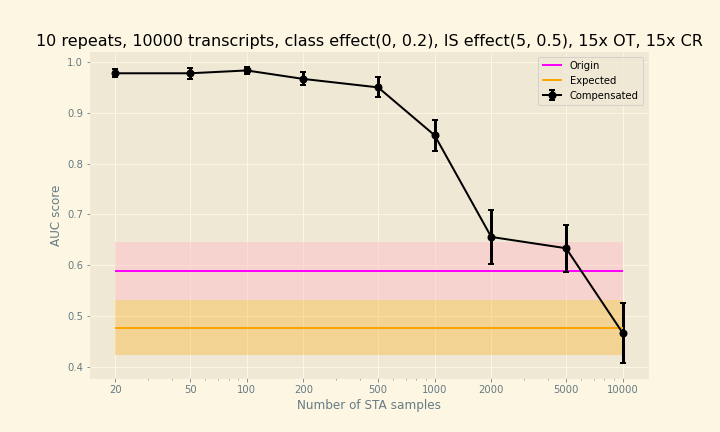 10 repeats, 10000 transcripts, class effect(0, 0.2), IS effect(5, 0.5), 15x OT, 15x CR
Origin
Expected
Compensated
AUC score
1.0
0.9
0.8
0.7
0.6
0.5
0.4
20 50 100 200 500 1000 2000 5000 10000
Number of STA samples